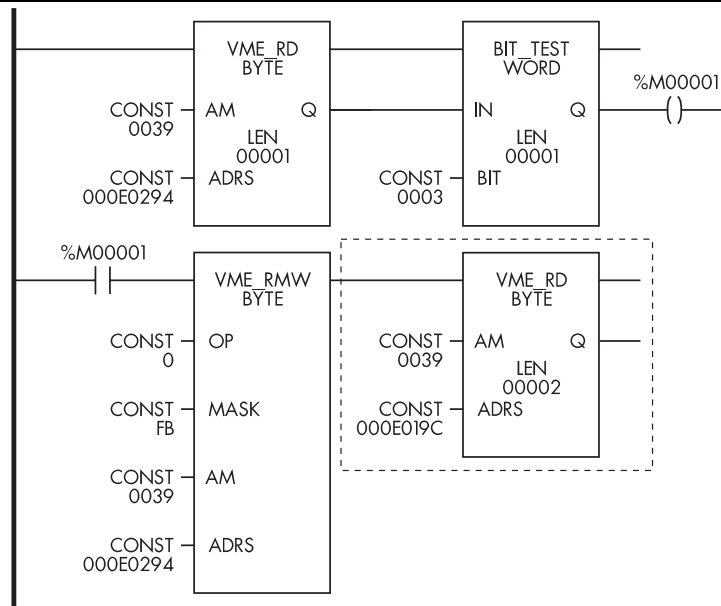 VME_RD
BYTE
BIT_TEST
WORD
%M00001
CONST
0039
AM
Q
IN
Q
LEN
00001
LEN
00001
CONST
000E0294
ADRS
CONST
0003
BIT
%M00001
VME_RMW
BYTE
VME_RD
BYTE
CONST
0
OP
CONST
0039
AM
Q
LEN
00002
CONST
FB
MASK
CONST
000E019C
ADRS
CONST
0039
AM
CONST
000E0294
ADRS